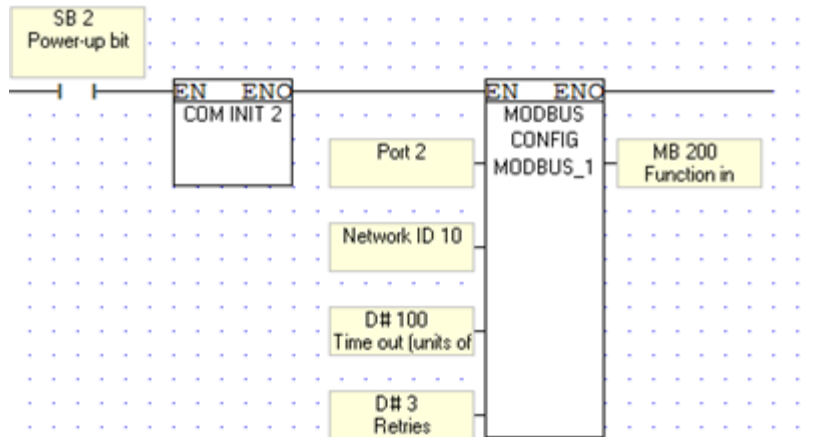 SB 2
Power-up bit
EN ENO
COM INIT 2
EN ENO
MODBUS
CONFIG
MODBUS_1
Port 2
MB 200
Function in
Network ID 10
D# 100
Time out (units of
D# 3
Retries